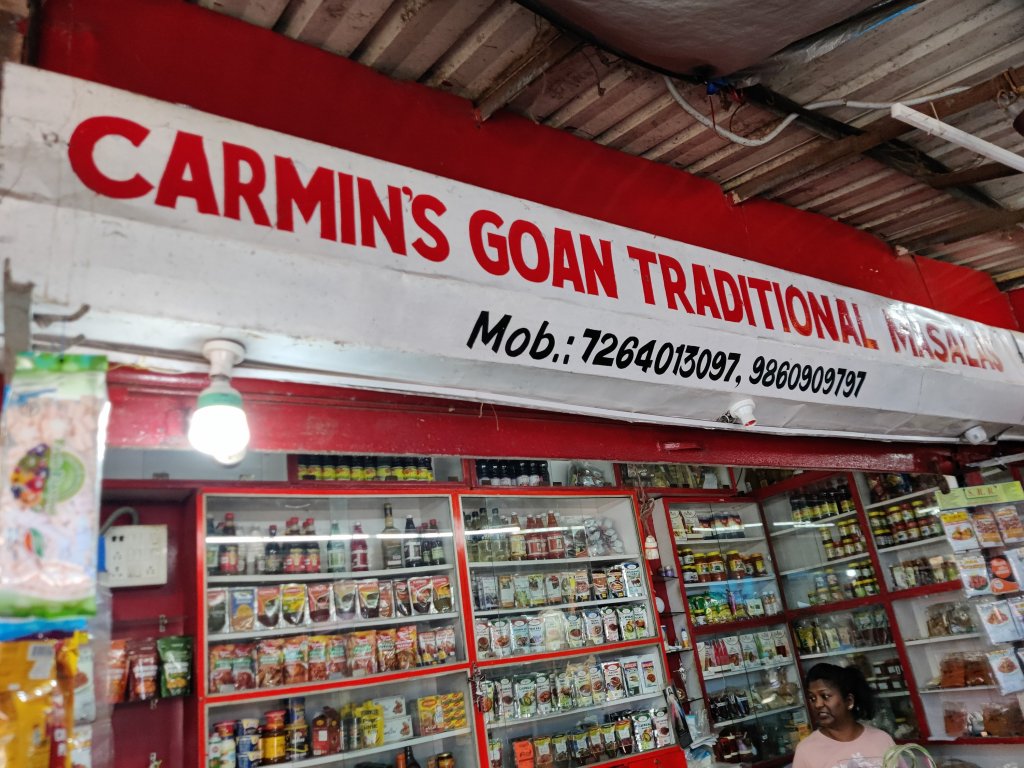 CARMIN'S GOAN TRADITIONAL MASALAS
Mob.: 7264013097, 9860909797